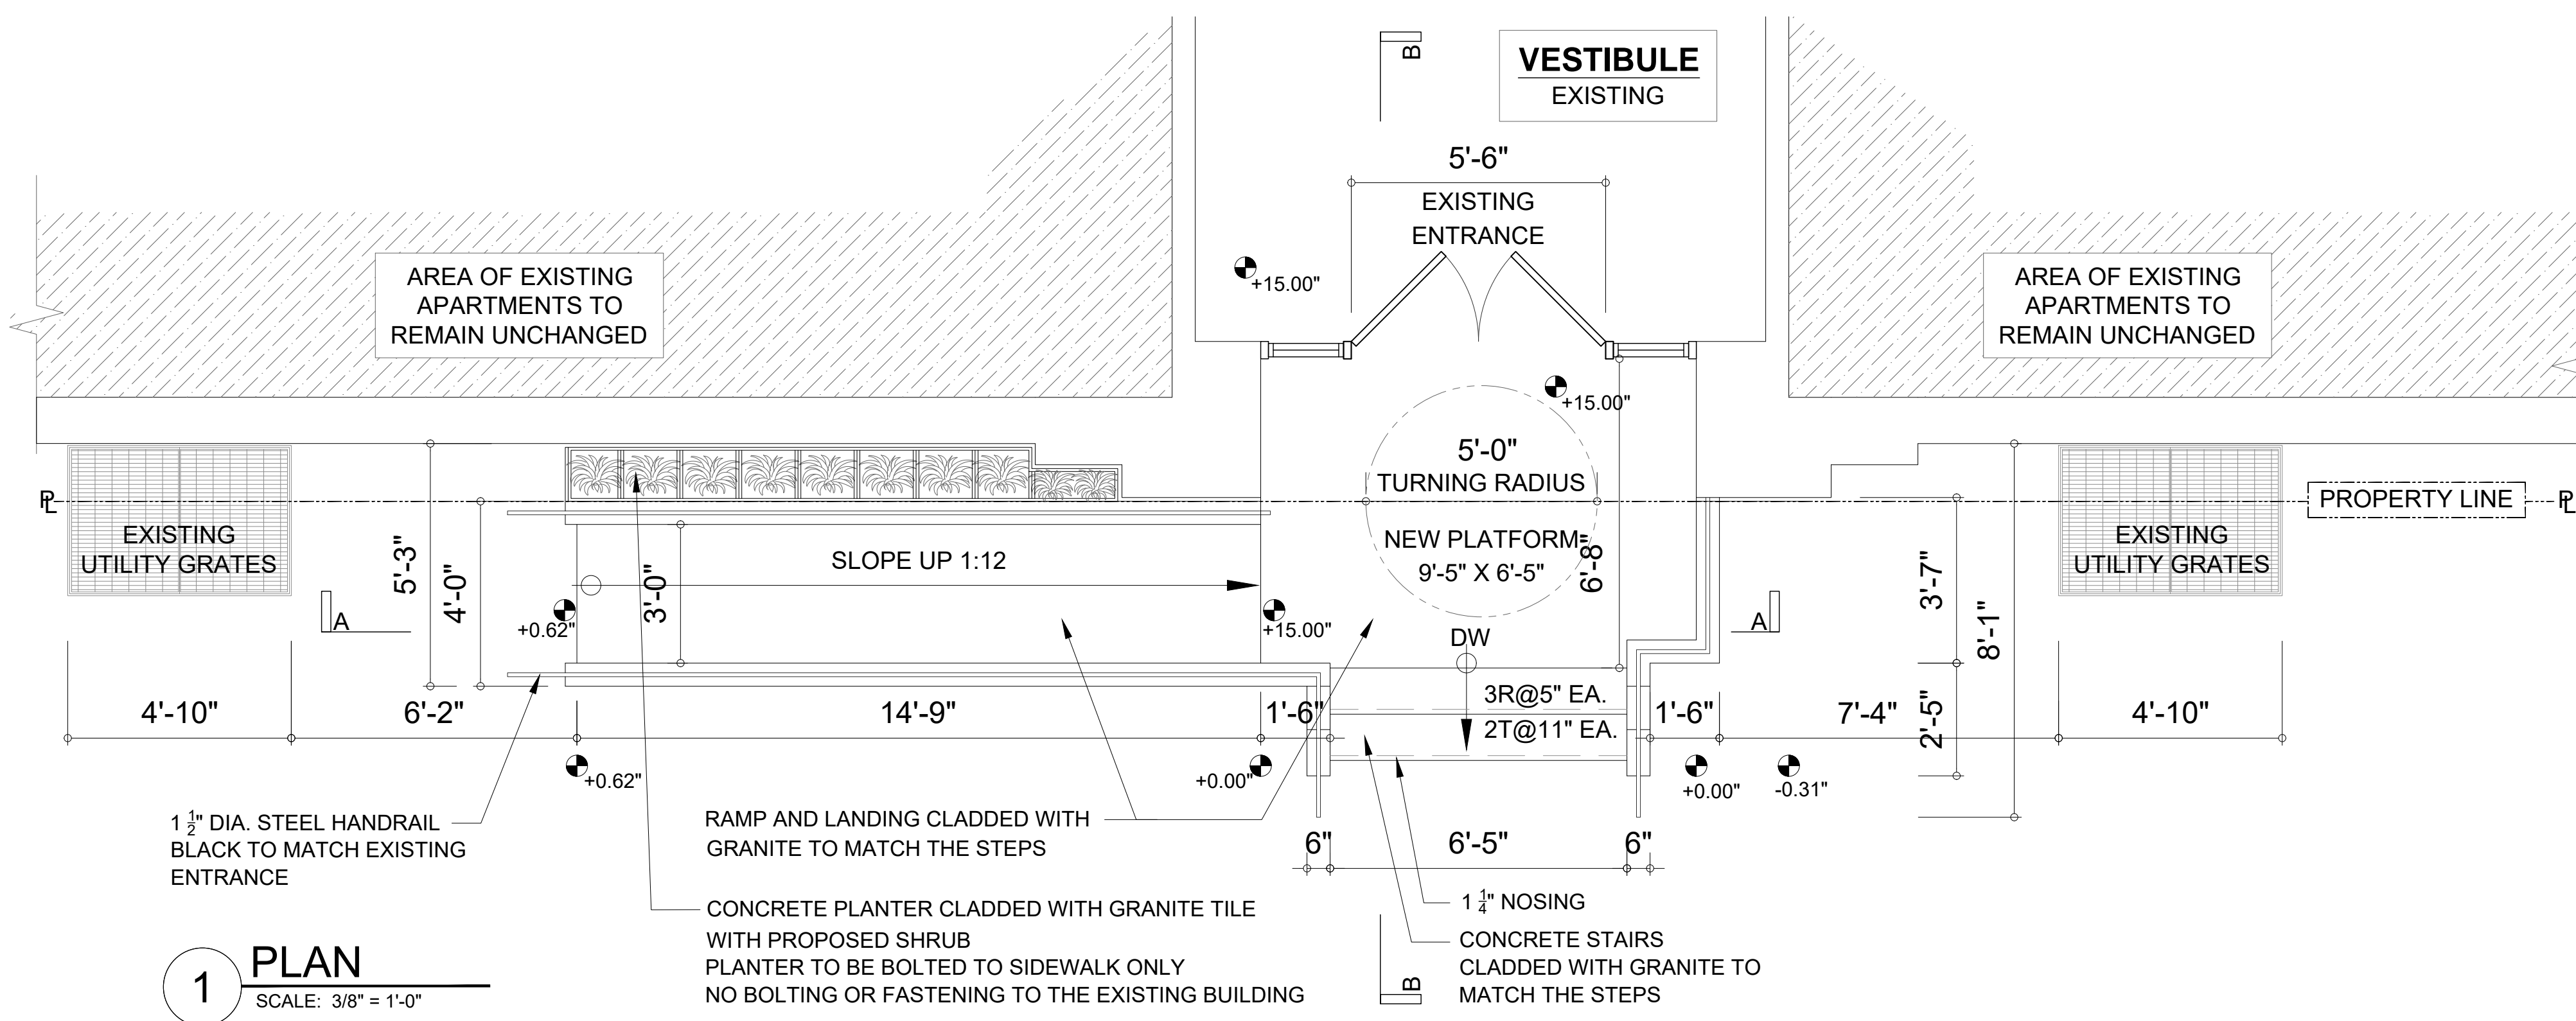 B
VESTIBULE
EXISTING
5'-6"
EXISTING
ENTRANCE
+15.00"
AREA OF EXISTING
APARTMENTS TO
REMAIN UNCHANGED
AREA OF EXISTING
APARTMENTS TO
REMAIN UNCHANGED
+15.00"
5'-0"
TURNING RADIUS
PL
PROPERTY LINE
PL
EXISTING
UTILITY GRATES
5'-3"
4'-0"
3'-0"
SLOPE UP 1:12
NEW PLATFORM
9'-5" X 6'-5"
6'-8"
3'-7"
8'-1"
2'-5"
EXISTING
UTILITY GRATES
A
+0.62"
+15.00"
DW
A
4'-10"
6'-2"
14'-9"
1'-6"
3R@5" EA.
2T@11" EA.
1'-6"
7'-4"
4'-10"
+0.62"
+0.00"
+0.00"
-0.31"
1 1/2" DIA. STEEL HANDRAIL
BLACK TO MATCH EXISTING
ENTRANCE
RAMP AND LANDING CLADDED WITH
GRANITE TO MATCH THE STEPS
6"
6'-5"
6"
CONCRETE PLANTER CLADDED WITH GRANITE TILE
WITH PROPOSED SHRUB
PLANTER TO BE BOLTED TO SIDEWALK ONLY
NO BOLTING OR FASTENING TO THE EXISTING BUILDING
1 1/4" NOSING
CONCRETE STAIRS
CLADDED WITH GRANITE TO
MATCH THE STEPS
B
1
PLAN
SCALE: 3/8" = 1'-0"